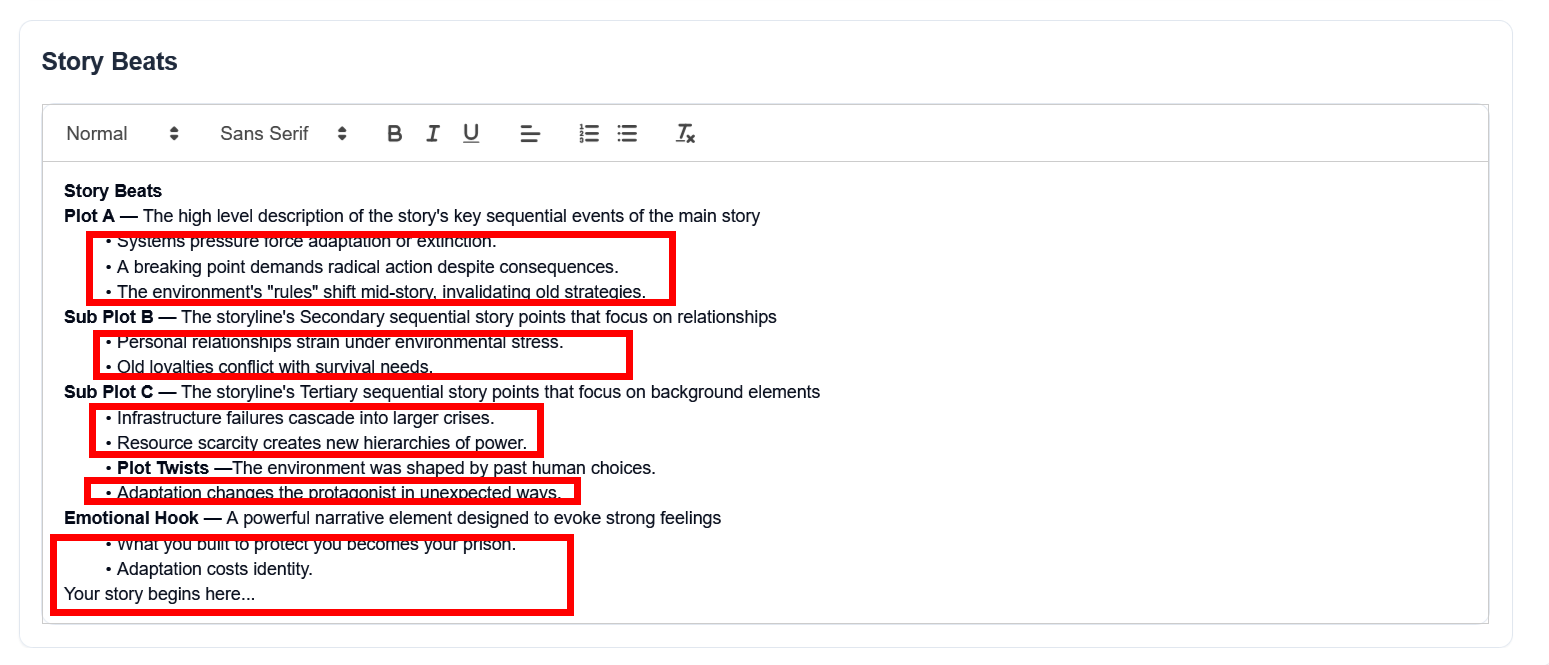 Story Beats
Normal Sans Serif B I U
Story Beats
Plot A — The high level description of the story's key sequential events of the main story
• Systems pressure force adaptation or extinction.
• A breaking point demands radical action despite consequences.
• The environment's "rules" shift mid-story, invalidating old strategies.
Sub Plot B — The storyline's Secondary sequential story points that focus on relationships
• Personal relationships strain under environmental stress.
• Old loyalties conflict with survival needs.
Sub Plot C — The storyline's Tertiary sequential story points that focus on background elements
• Infrastructure failures cascade into larger crises.
• Resource scarcity creates new hierarchies of power.
• Plot Twists —The environment was shaped by past human choices.
• Adaptation changes the protagonist in unexpected ways.
Emotional Hook — A powerful narrative element designed to evoke strong feelings
• What you built to protect you becomes your prison.
• Adaptation costs identity.
Your story begins here...